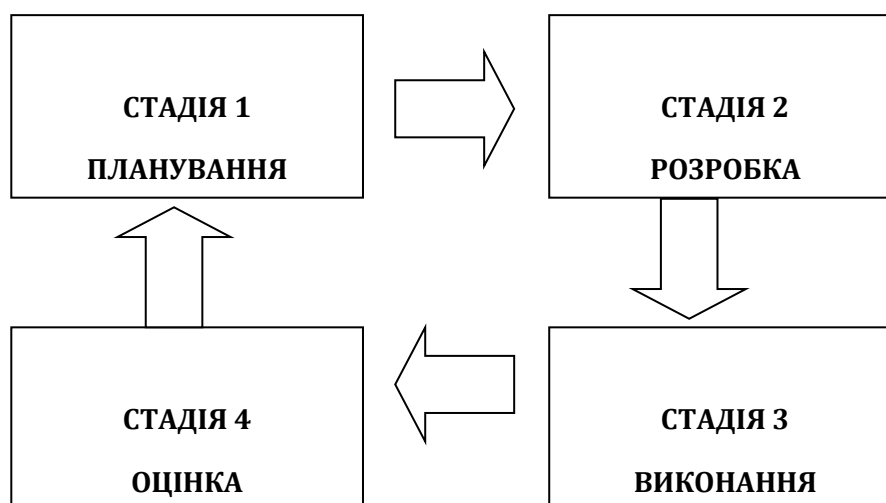 СТАДІЯ 1
ПЛАНУВАННЯ
СТАДІЯ 2
РОЗРОБКА
СТАДІЯ 4
ОЦІНКА
СТАДІЯ 3
ВИКОНАННЯ